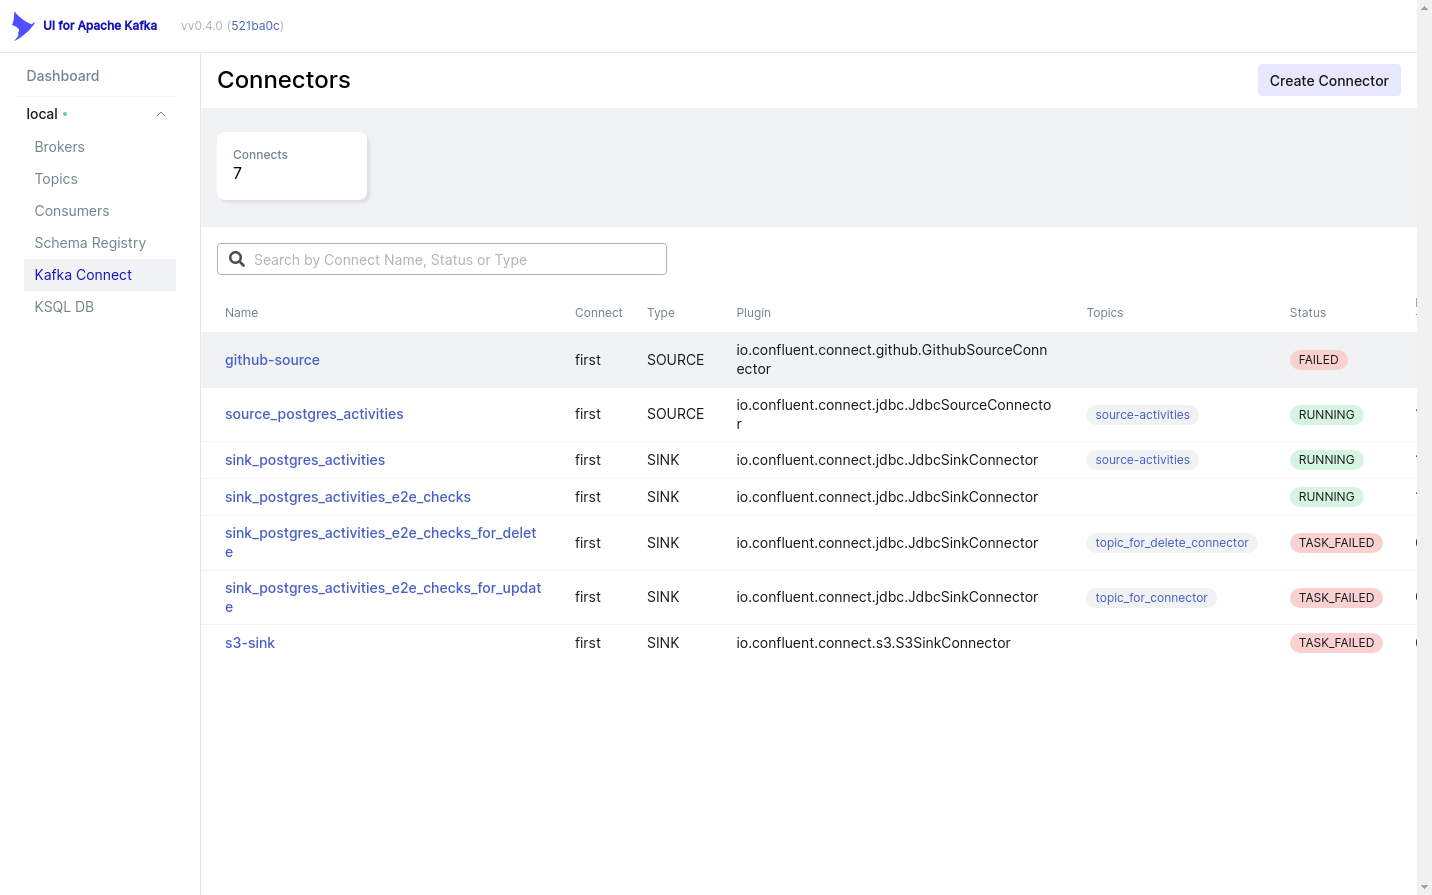 UI for Apache Kafka vv0.4.0 (521ba0c)
Dashboard
local
Brokers
Topics
Consumers
Schema Registry
Kafka Connect
KSQL DB
Connectors
Create Connector
Connects
7
Search by Connect Name, Status or Type
Name Connect Type Plugin Topics Status
github-source first SOURCE io.confluent.connect.github.GithubSourceConn FAILED
ector
source_postgres_activities first SOURCE io.confluent.connect.jdbc.JdbcSourceConnecto source-activities RUNNING
r
sink_postgres_activities first SINK io.confluent.connect.jdbc.JdbcSinkConnector source-activities RUNNING
sink_postgres_activities_e2e_checks first SINK io.confluent.connect.jdbc.JdbcSinkConnector RUNNING
sink_postgres_activities_e2e_checks_for_delet first SINK io.confluent.connect.jdbc.JdbcSinkConnector topic_for_delete_connector TASK_FAILED
e
sink_postgres_activities_e2e_checks_for_updat first SINK io.confluent.connect.jdbc.JdbcSinkConnector topic_for_connector TASK_FAILED
e
s3-sink first SINK io.confluent.connect.s3.S3SinkConnector TASK_FAILED